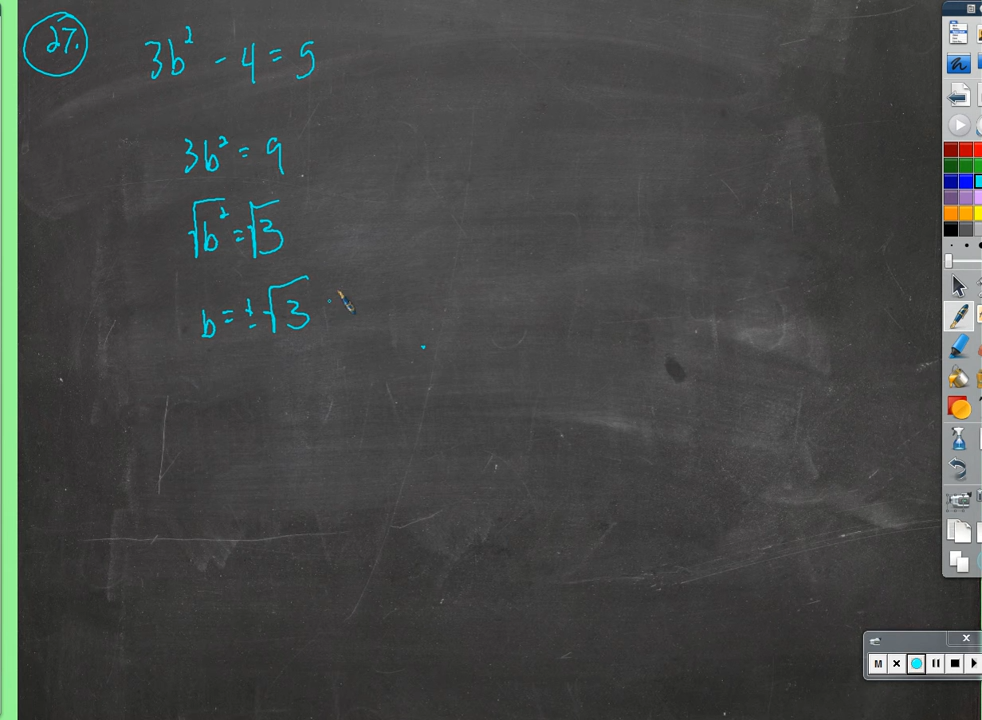 27.
3b² - 4 = 5
3b² = 9
√b² = √3
b = ±√3
M